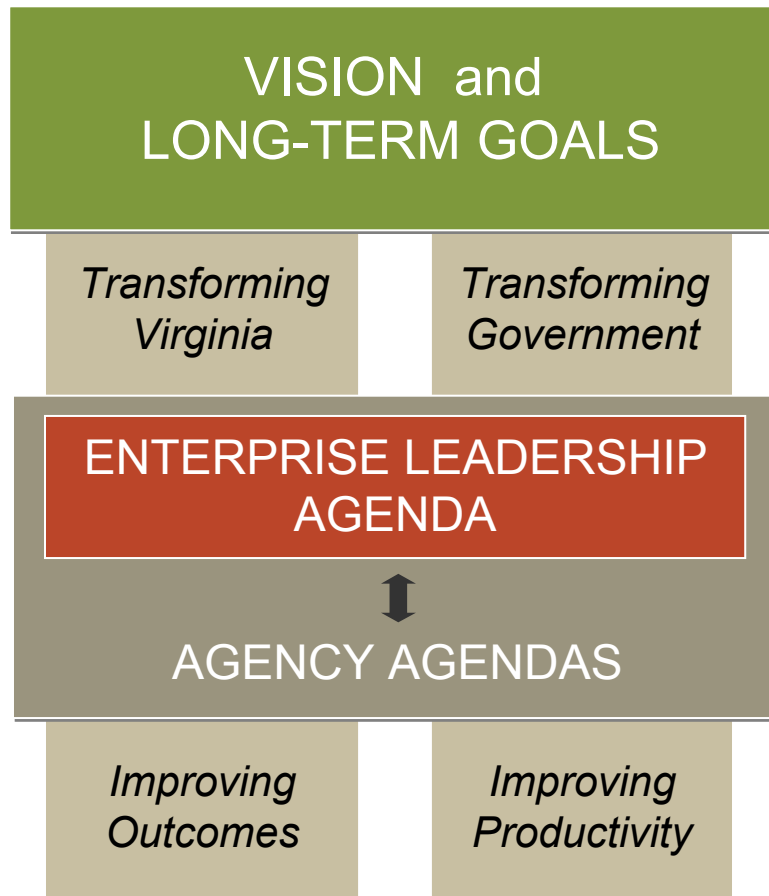 VISION and
LONG-TERM GOALS
Transforming
Virginia
Transforming
Government
ENTERPRISE LEADERSHIP
AGENDA
AGENCY AGENDAS
Improving
Outcomes
Improving
Productivity